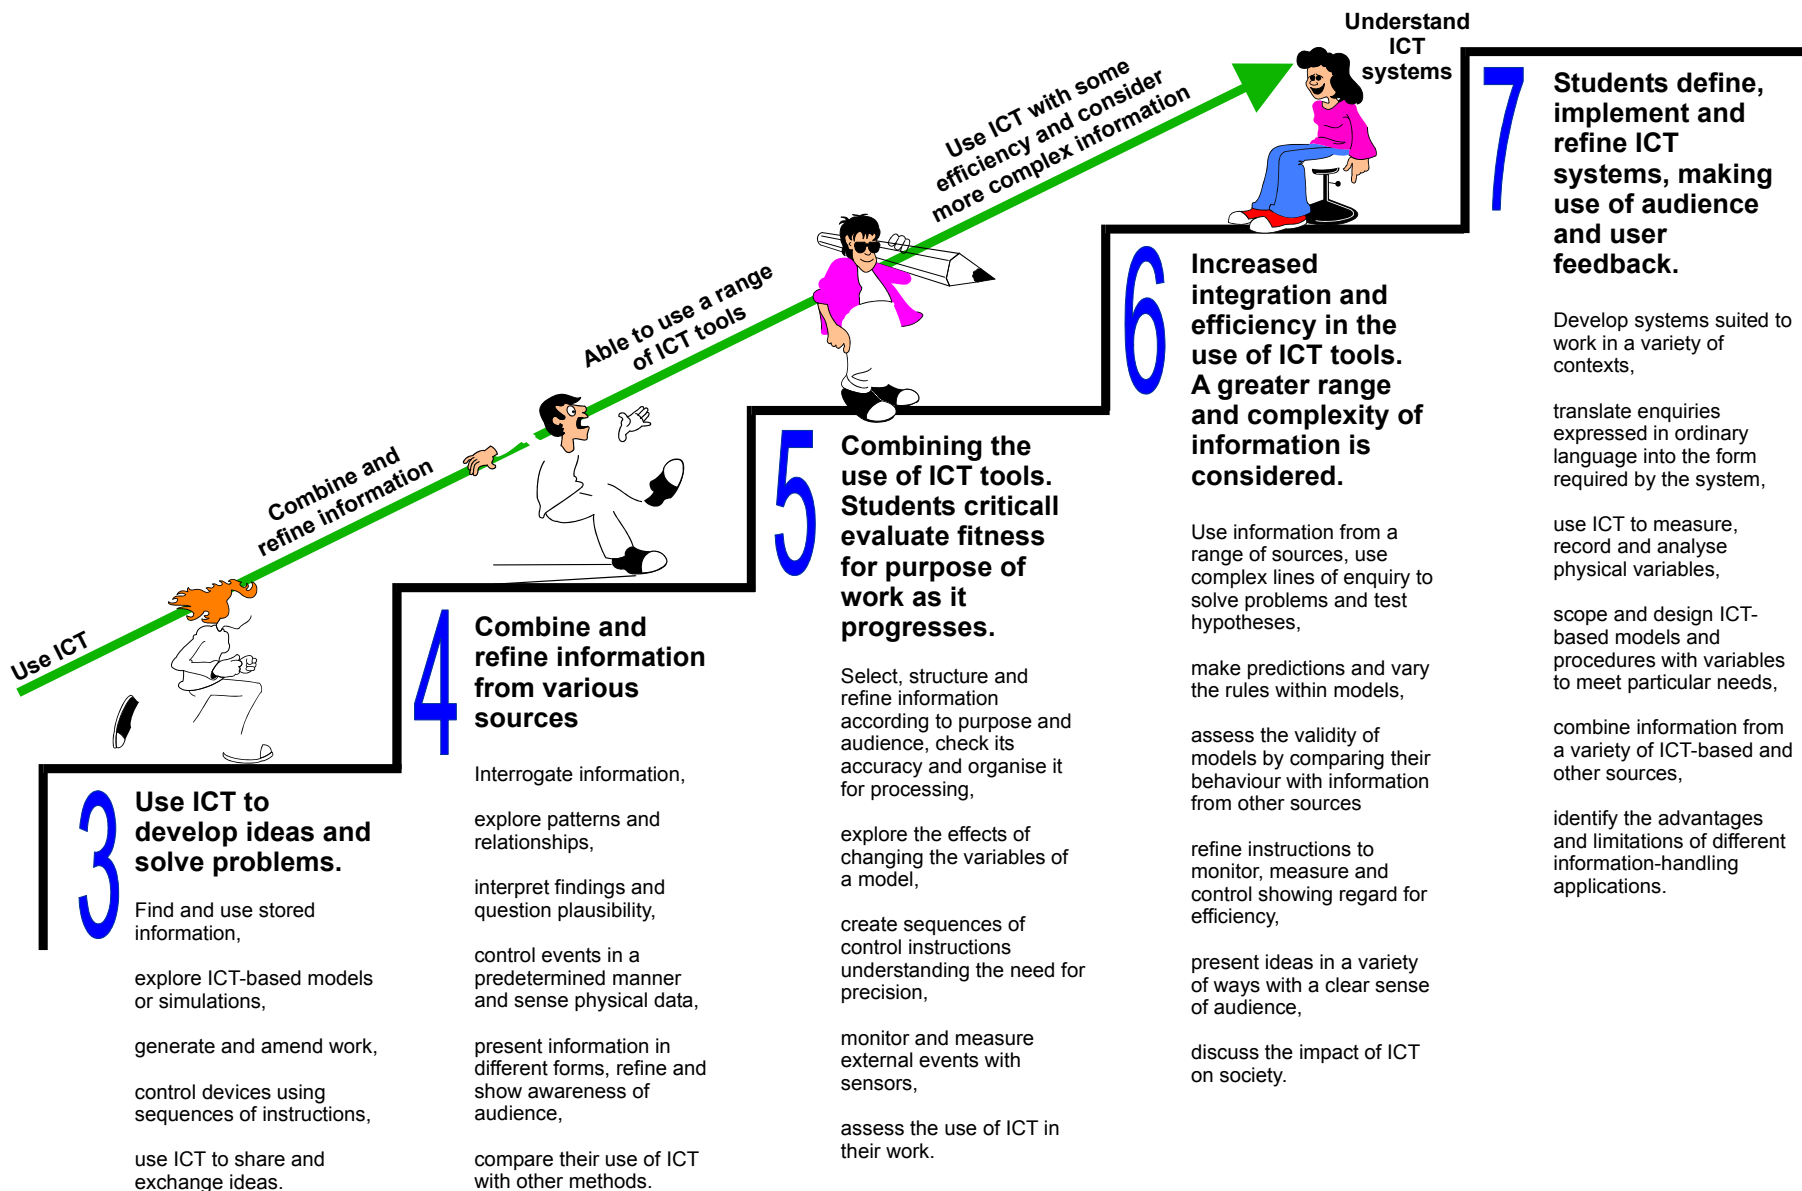 Use ICT
Combine and
refine information
Able to use a range
of ICT tools
Use ICT with some
efficiency and consider
more complex information
Understand
ICT
systems
3
Use ICT to
develop ideas and
solve problems.
Find and use stored
information,
explore ICT-based models
or simulations,
generate and amend work,
control devices using
sequences of instructions,
use ICT to share and
exchange ideas.
4
Combine and
refine information
from various
sources
Interrogate information,
explore patterns and
relationships,
interpret findings and
question plausibility,
control events in a
predetermined manner
and sense physical data,
present information in
different forms, refine and
show awareness of
audience,
compare their use of ICT
with other methods.
5
Combining the
use of ICT tools.
Students criticall
evaluate fitness
for purpose of
work as it
progresses.
Select, structure and
refine information
according to purpose and
audience, check its
accuracy and organise it
for processing,
explore the effects of
changing the variables of
a model,
create sequences of
control instructions
understanding the need for
precision,
monitor and measure
external events with
sensors,
assess the use of ICT in
their work.
6
Increased
integration and
efficiency in the
use of ICT tools.
A greater range
and complexity of
information is
considered.
Use information from a
range of sources, use
complex lines of enquiry to
solve problems and test
hypotheses,
make predictions and vary
the rules within models,
assess the validity of
models by comparing their
behaviour with information
from other sources
refine instructions to
monitor, measure and
control showing regard for
efficiency,
present ideas in a variety
of ways with a clear sense
of audience,
discuss the impact of ICT
on society.
7
Students define,
implement and
refine ICT
systems, making
use of audience
and user
feedback.
Develop systems suited to
work in a variety of
contexts,
translate enquiries
expressed in ordinary
language into the form
required by the system,
use ICT to measure,
record and analyse
physical variables,
scope and design ICT-
based models and
procedures with variables
to meet particular needs,
combine information from
a variety of ICT-based and
other sources,
identify the advantages
and limitations of different
information-handling
applications.